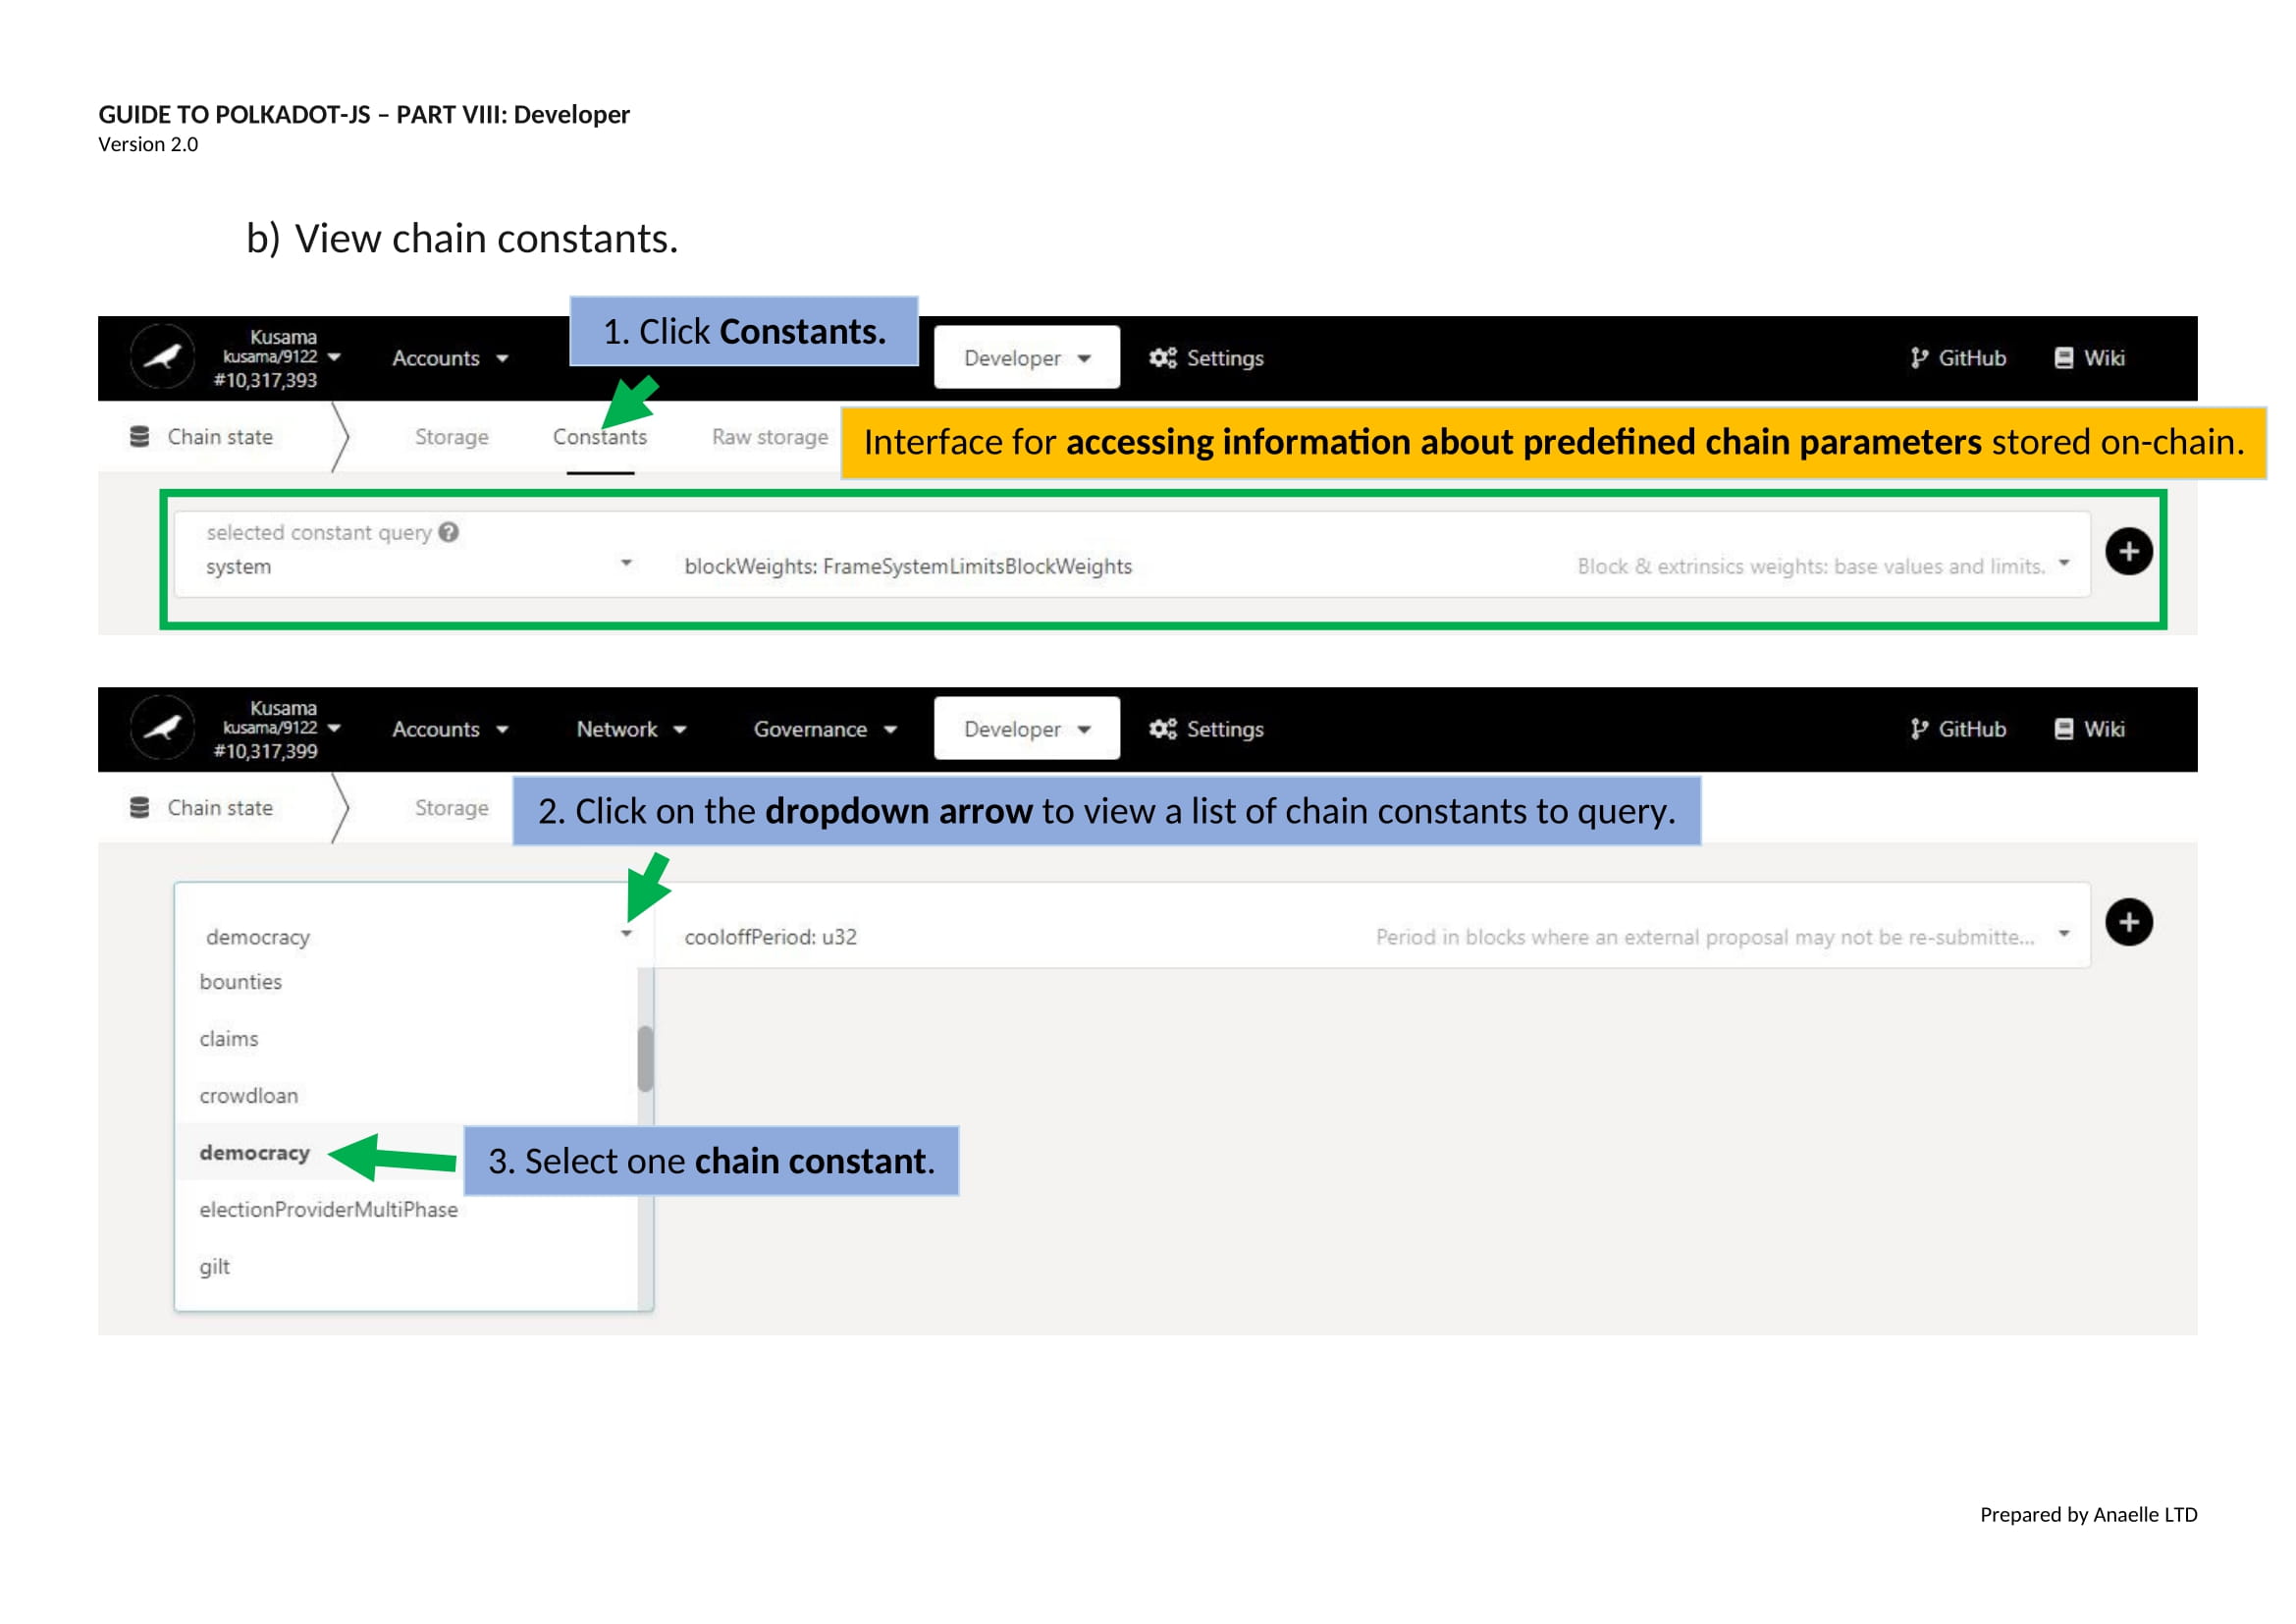 GUIDE TO POLKADOT-JS – PART VIII: Developer
Version 2.0
b) View chain constants.
1. Click Constants.
Kusama
kusama/9122
#10,317,393
Accounts
Developer
Settings
GitHub
Wiki
Chain state
Storage
Constants
Raw storage
Interface for accessing information about predefined chain parameters stored on-chain.
selected constant query
system
blockWeights: FrameSystemLimitsBlockWeights
Block & extrinsics weights: base values and limits.
Kusama
kusama/9122
#10,317,399
Accounts
Network
Governance
Developer
Settings
GitHub
Wiki
Chain state
Storage
2. Click on the dropdown arrow to view a list of chain constants to query.
democracy
cooloffPeriod: u32
Period in blocks where an external proposal may not be re-submitte...
bounties
claims
crowdloan
democracy
3. Select one chain constant.
electionProviderMultiPhase
gilt
Prepared by Anaelle LTD